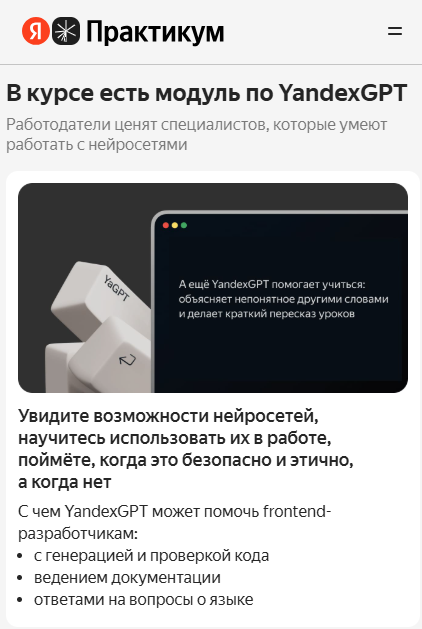 Я Практикум
В курсе есть модуль по YandexGPT
Работодатели ценят специалистов, которые умеют
работать с нейросетями
YaGPT
А ещё YandexGPT помогает учиться:
объясняет непонятное другими словами
и делает краткий пересказ уроков
Увидите возможности нейросетей,
научитесь использовать их в работе,
поймёте, когда это безопасно и этично,
а когда нет
С чем YandexGPT может помочь frontend-
разработчикам:
• с генерацией и проверкой кода
• ведением документации
• ответами на вопросы о языке